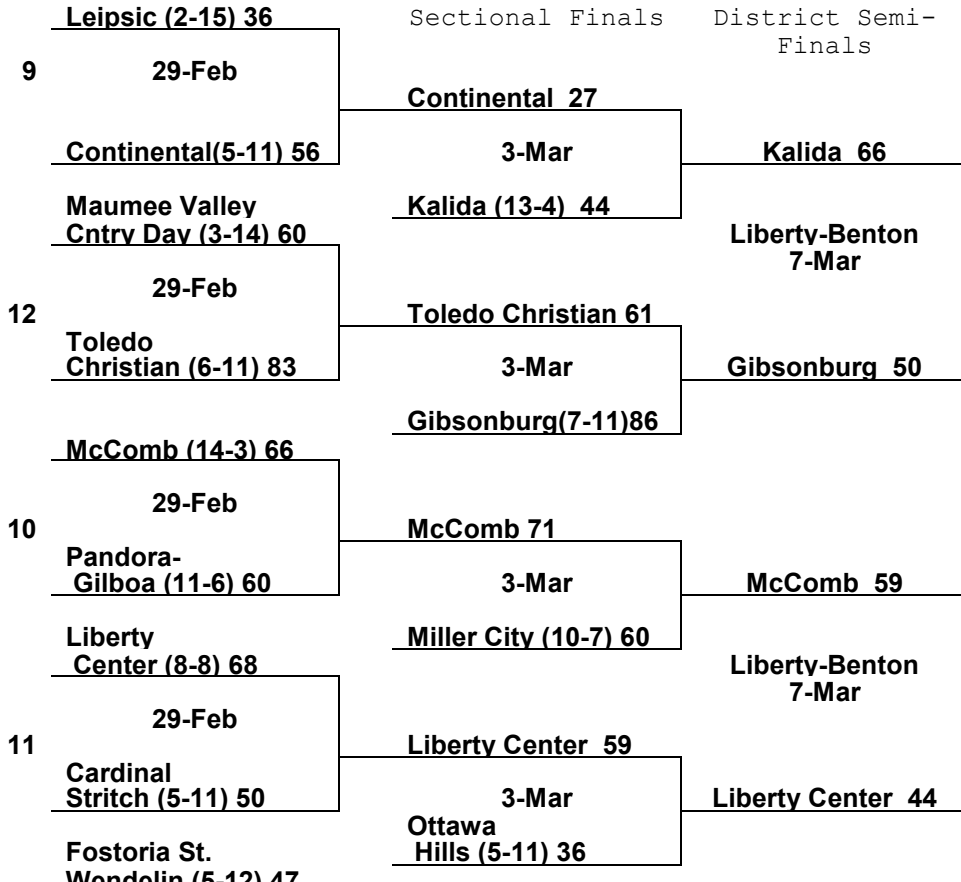 Leipsic (2-15) 36
Sectional Finals
District Semi-
Finals
9
29-Feb
Continental 27
Continental(5-11) 56
3-Mar
Kalida 66
Maumee Valley
Cntry Day (3-14) 60
Kalida (13-4) 44
Liberty-Benton
7-Mar
29-Feb
12
Toledo Christian 61
Toledo
Christian (6-11) 83
3-Mar
Gibsonburg 50
Gibsonburg(7-11)86
McComb (14-3) 66
29-Feb
10
McComb 71
Pandora-
Gilboa (11-6) 60
3-Mar
McComb 59
Liberty
Center (8-8) 68
Miller City (10-7) 60
Liberty-Benton
7-Mar
29-Feb
11
Liberty Center 59
Cardinal
Stritch (5-11) 50
3-Mar
Liberty Center 44
Ottawa
Hills (5-11) 36
Fostoria St.
Wendelin (5-12) 47